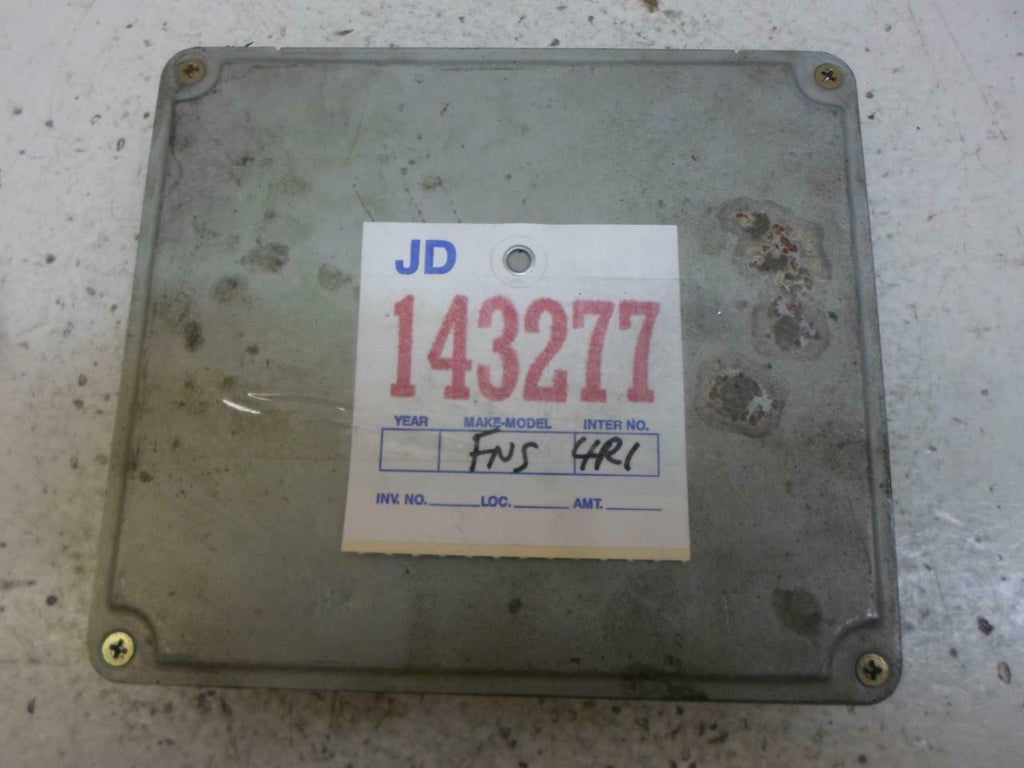 JD
143277
YEAR MAKE-MODEL INTER NO.
FNS 4R1
INV. NO. LOC. AMT.